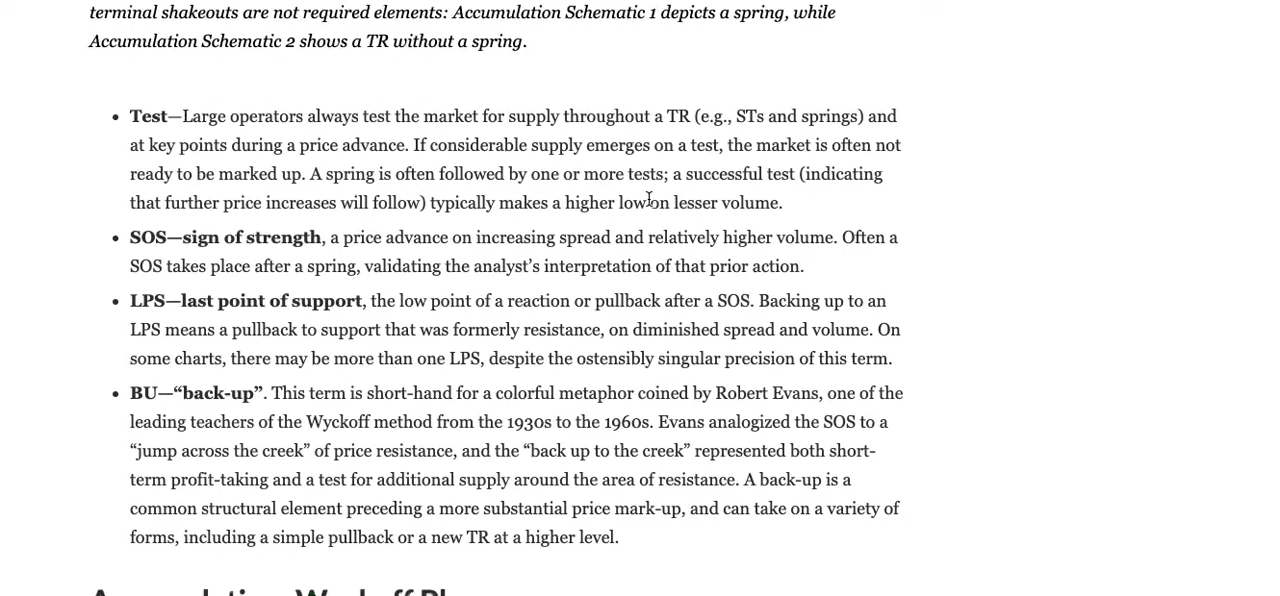 terminal shakeouts are not required elements: Accumulation Schematic 1 depicts a spring, while
Accumulation Schematic 2 shows a TR without a spring.
• Test—Large operators always test the market for supply throughout a TR (e.g., STs and springs) and
at key points during a price advance. If considerable supply emerges on a test, the market is often not
ready to be marked up. A spring is often followed by one or more tests; a successful test (indicating
that further price increases will follow) typically makes a higher low on lesser volume.
• SOS—sign of strength, a price advance on increasing spread and relatively higher volume. Often a
SOS takes place after a spring, validating the analyst’s interpretation of that prior action.
• LPS—last point of support, the low point of a reaction or pullback after a SOS. Backing up to an
LPS means a pullback to support that was formerly resistance, on diminished spread and volume. On
some charts, there may be more than one LPS, despite the ostensibly singular precision of this term.
• BU—“back-up”. This term is short-hand for a colorful metaphor coined by Robert Evans, one of the
leading teachers of the Wyckoff method from the 1930s to the 1960s. Evans analogized the SOS to a
“jump across the creek” of price resistance, and the “back up to the creek” represented both short-
term profit-taking and a test for additional supply around the area of resistance. A back-up is a
common structural element preceding a more substantial price mark-up, and can take on a variety of
forms, including a simple pullback or a new TR at a higher level.